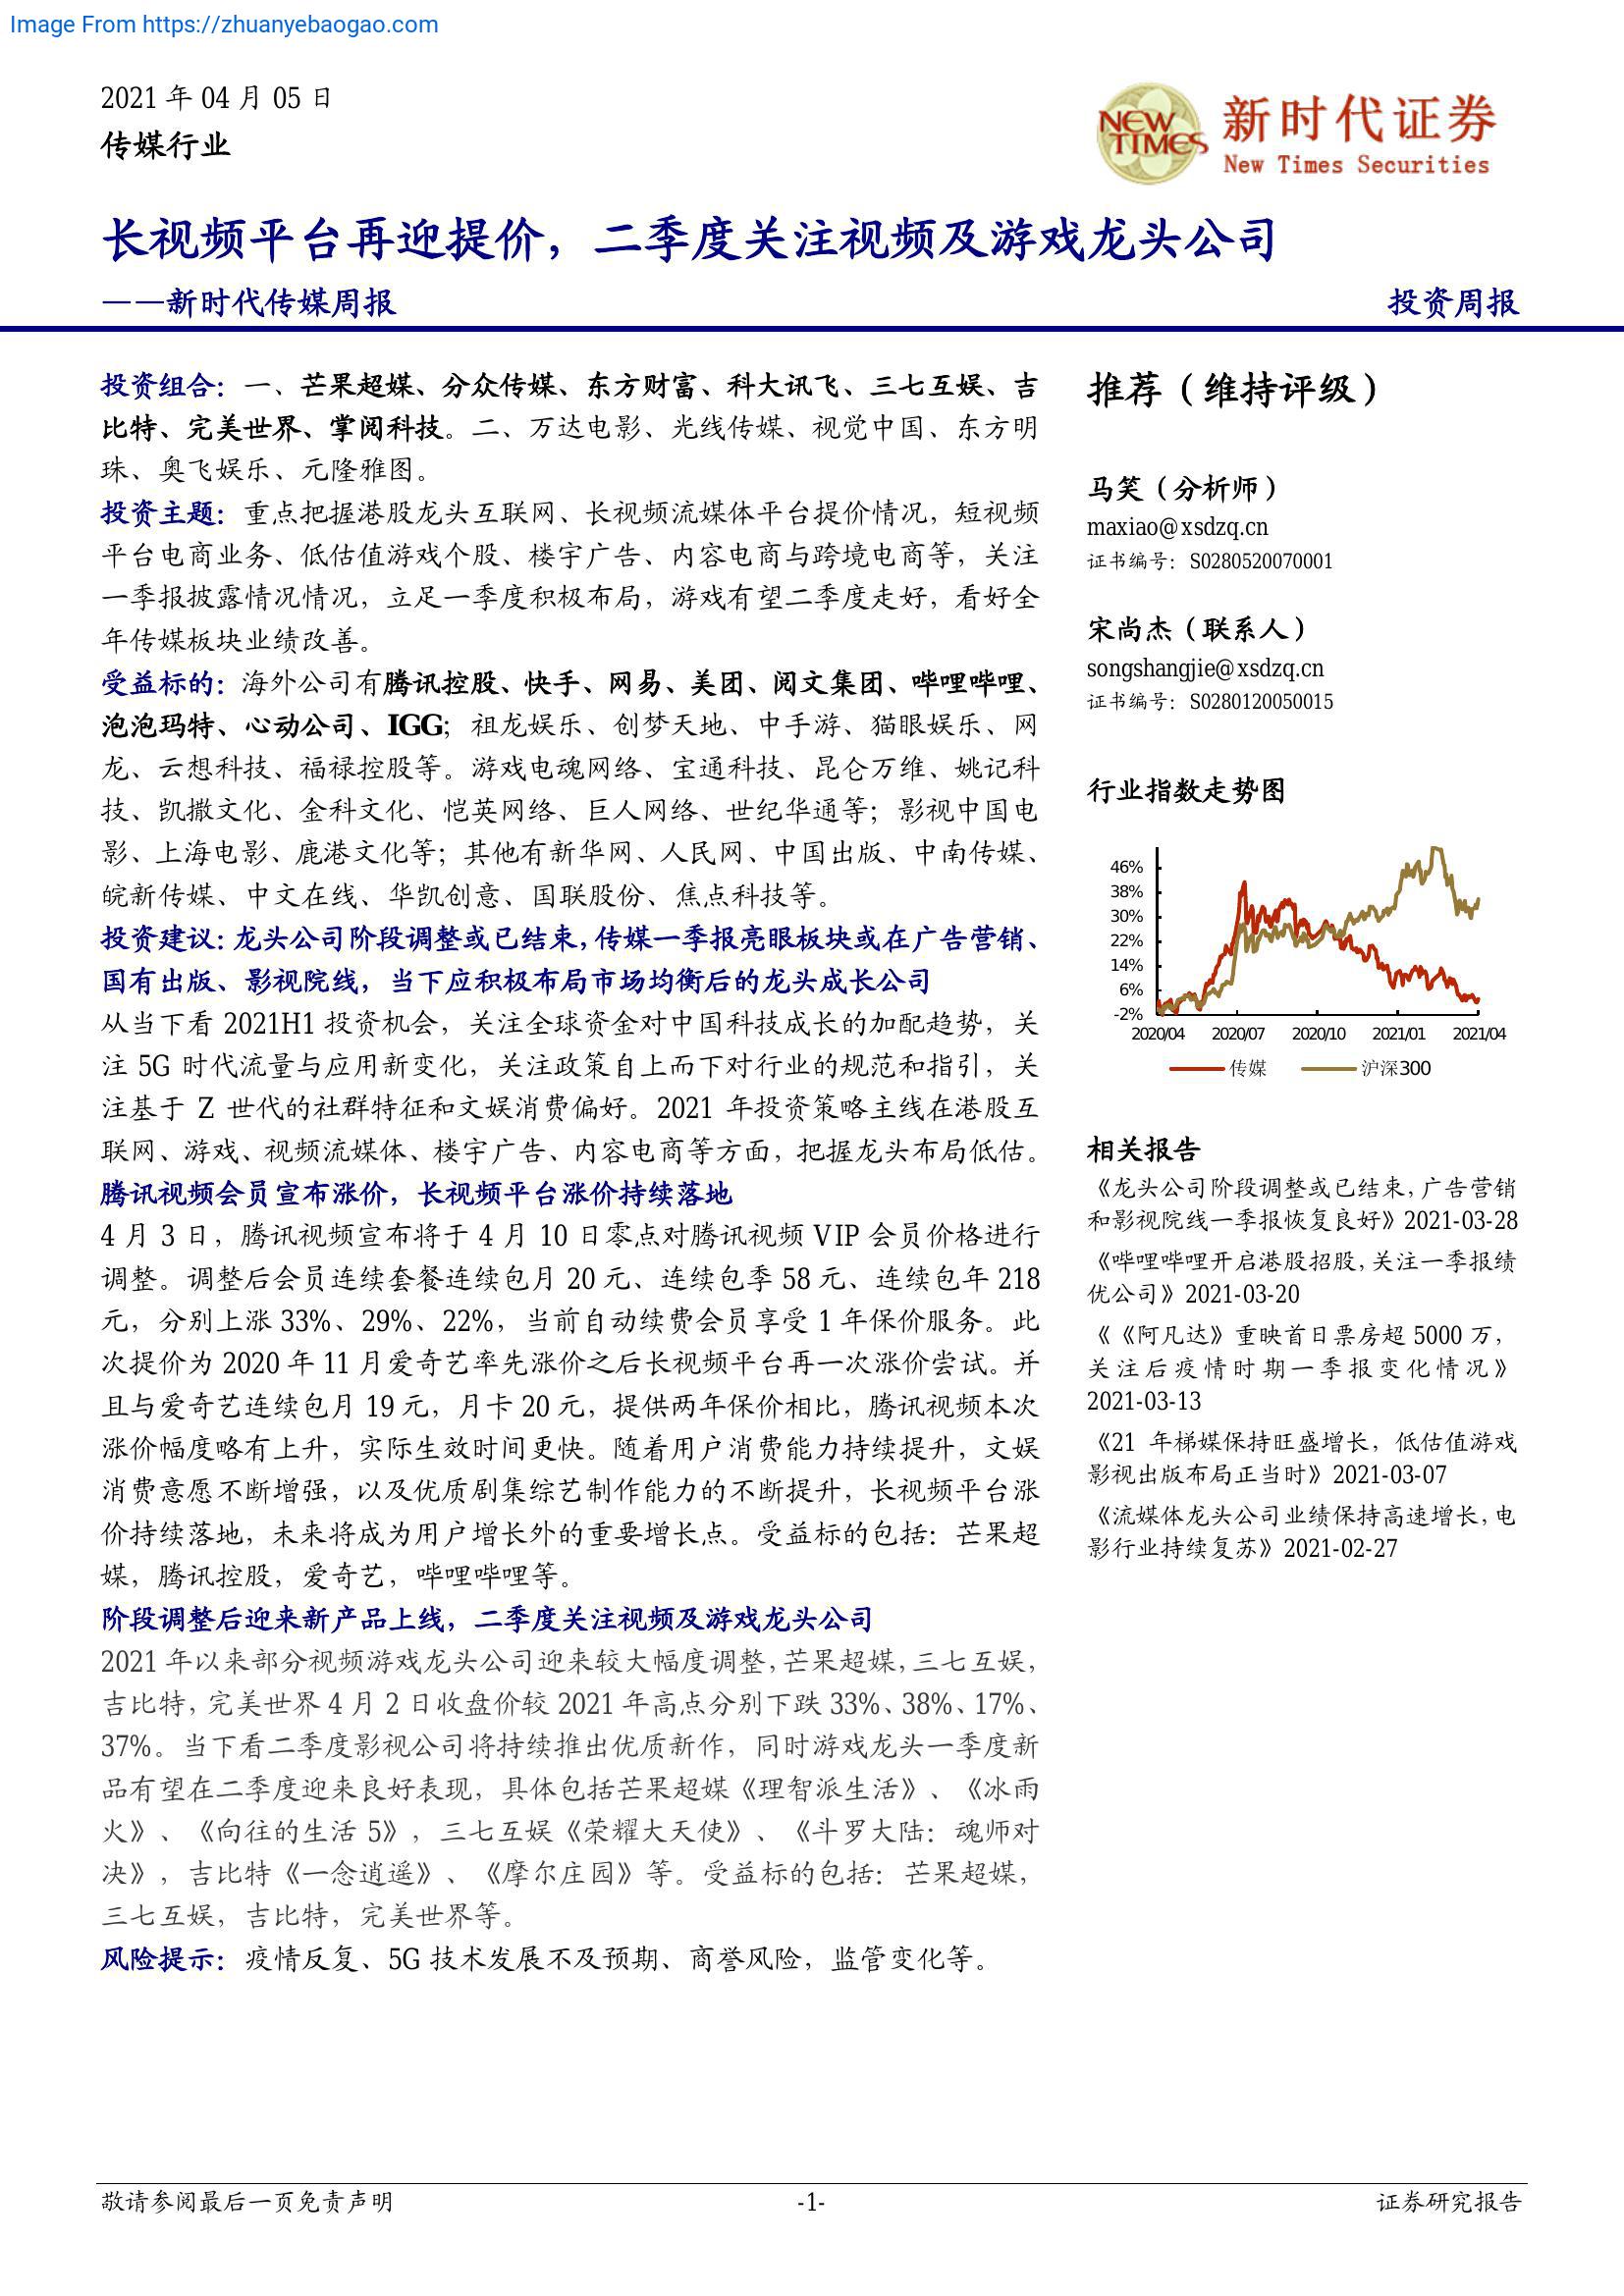 Image From https://zhuanyebaogao.com
2021 年 04 月 05 日
传媒行业
NEW TIMES
新时代证券
New Times Securities
长视频平台再迎提价，二季度关注视频及游戏龙头公司
——新时代传媒周报
投资周报
投资组合：一、芒果超媒、分众传媒、东方财富、科大讯飞、三七互娱、吉
比特、完美世界、掌阅科技。二、万达电影、光线传媒、视觉中国、东方明
珠、奥飞娱乐、元隆雅图。
投资主题：重点把握港股龙头互联网、长视频流媒体平台提价情况，短视频
平台电商业务、低估值游戏个股、楼宇广告、内容电商与跨境电商等，关注
一季报披露情况情况，立足一季度积极布局，游戏有望二季度走好，看好全
年传媒板块业绩改善。
受益标的：海外公司有腾讯控股、快手、网易、美团、阅文集团、哔哩哔哩、
泡泡玛特、心动公司、IGG；祖龙娱乐、创梦天地、中手游、猫眼娱乐、网
龙、云想科技、福禄控股等。游戏电魂网络、宝通科技、昆仑万维、姚记科
技、凯撒文化、金科文化、恺英网络、巨人网络、世纪华通等；影视中国电
影、上海电影、鹿港文化等；其他有新华网、人民网、中国出版、中南传媒、
皖新传媒、中文在线、华凯创意、国联股份、焦点科技等。
投资建议：龙头公司阶段调整或已结束，传媒一季报亮眼板块或在广告营销、
国有出版、影视院线，当下应积极布局市场均衡后的龙头成长公司
从当下看 2021H1 投资机会，关注全球资金对中国科技成长的加配趋势，关
注 5G 时代流量与应用新变化，关注政策自上而下对行业的规范和指引，关
注基于 Z 世代的社群特征和文娱消费偏好。2021 年投资策略主线在港股互
联网、游戏、视频流媒体、楼宇广告、内容电商等方面，把握龙头布局低估。
腾讯视频会员宣布涨价，长视频平台涨价持续落地
4 月 3 日，腾讯视频宣布将于 4 月 10 日零点对腾讯视频 VIP 会员价格进行
调整。调整后会员连续套餐连续包月 20 元、连续包季 58 元、连续包年 218
元，分别上涨 33%、29%、22%，当前自动续费会员享受 1 年保价服务。此
次提价为 2020 年 11 月爱奇艺率先涨价之后长视频平台再一次涨价尝试。并
且与爱奇艺连续包月 19 元，月卡 20 元，提供两年保价相比，腾讯视频本次
涨价幅度略有上升，实际生效时间更快。随着用户消费能力持续提升，文娱
消费意愿不断增强，以及优质剧集综艺制作能力的不断提升，长视频平台涨
价持续落地，未来将成为用户增长外的重要增长点。受益标的包括：芒果超
媒，腾讯控股，爱奇艺，哔哩哔哩等。
阶段调整后迎来新产品上线，二季度关注视频及游戏龙头公司
2021 年以来部分视频游戏龙头公司迎来较大幅度调整，芒果超媒，三七互娱，
吉比特，完美世界 4 月 2 日收盘价较 2021 年高点分别下跌 33%、38%、17%、
37%。当下看二季度影视公司将持续推出优质新作，同时游戏龙头一季度新
品有望在二季度迎来良好表现，具体包括芒果超媒《理智派生活》、《冰雨
火》、《向往的生活 5》，三七互娱《荣耀大天使》、《斗罗大陆：魂师对
决》，吉比特《一念逍遥》、《摩尔庄园》等。受益标的包括：芒果超媒，
三七互娱，吉比特，完美世界等。
风险提示：疫情反复、5G 技术发展不及预期、商誉风险，监管变化等。
推荐（维持评级）
马笑（分析师）
maxiao@xsdzq.cn
证书编号：S0280520070001
宋尚杰（联系人）
songshangjie@xsdzq.cn
证书编号：S0280120050015
行业指数走势图
46%
38%
30%
22%
14%
6%
-2%
2020/04 2020/07 2020/10 2021/01 2021/04
传媒 沪深300
相关报告
《龙头公司阶段调整或已结束，广告营销
和影视院线一季报恢复良好》2021-03-28
《哔哩哔哩开启港股招股，关注一季报绩
优公司》2021-03-20
《《阿凡达》重映首日票房超 5000 万，
关注后疫情时期一季报变化情况》
2021-03-13
《21 年梯媒保持旺盛增长，低估值游戏
影视出版布局正当时》2021-03-07
《流媒体龙头公司业绩保持高速增长，电
影行业持续复苏》2021-02-27
敬请参阅最后一页免责声明
-1-
证券研究报告